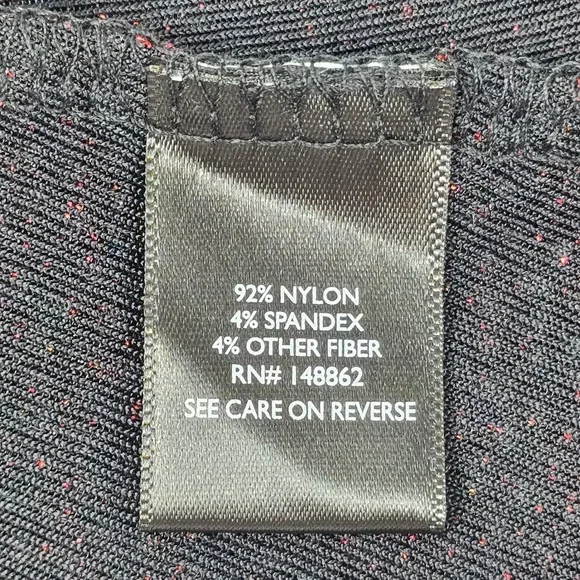 92% NYLON
4% SPANDEX
4% OTHER FIBER
RN# 148862
SEE CARE ON REVERSE